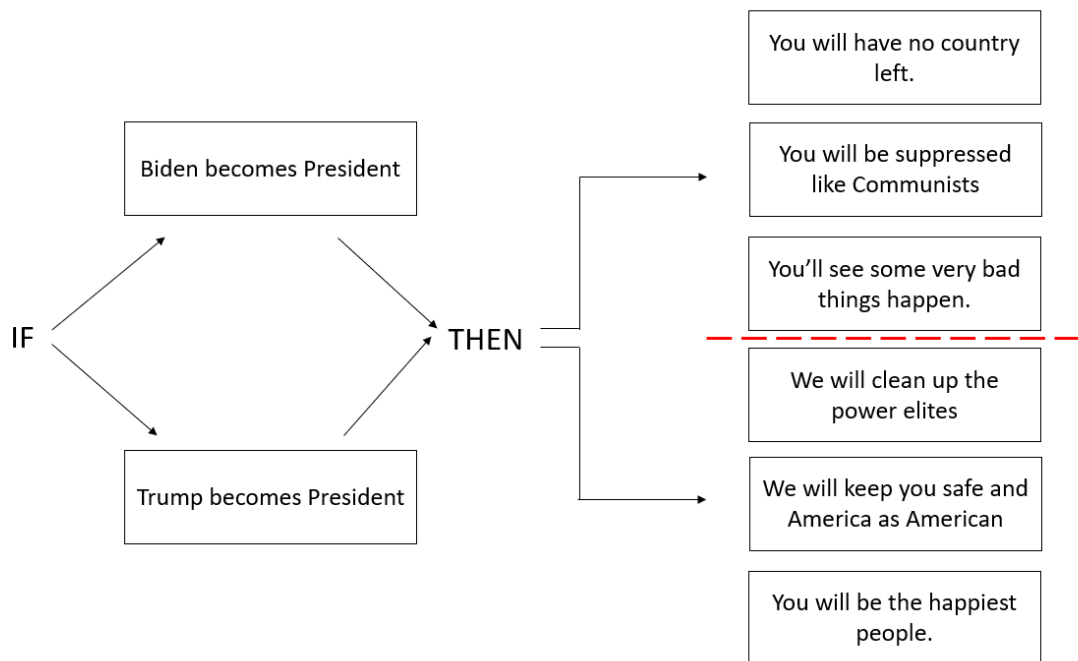 You will have no country
left.
Biden becomes President
You will be suppressed
like Communists
You'll see some very bad
things happen.
IF
THEN
We will clean up the
power elites
Trump becomes President
We will keep you safe and
America as American
You will be the happiest
people.